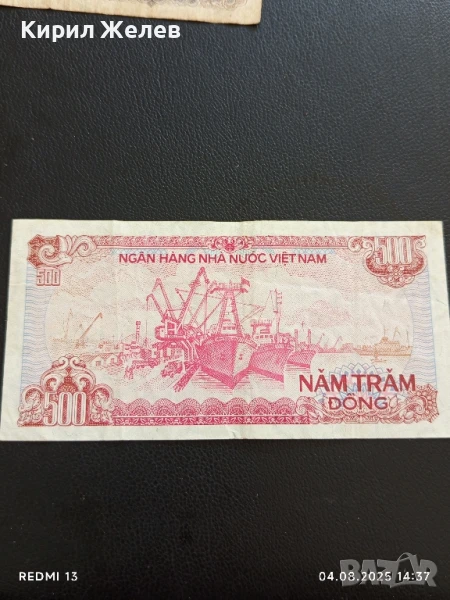 Кирил Желев
NGÂN HÀNG NHÀ NƯỚC VIỆT NAM
500
500
500
NĂM TRĂM
ĐỒNG
REDMI 13
04.08.2025 14:37
BAZAR